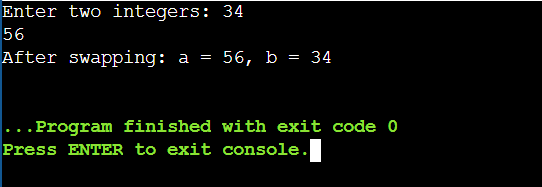 Enter two integers: 34
56
After swapping: a = 56, b = 34
...Program finished with exit code 0
Press ENTER to exit console.